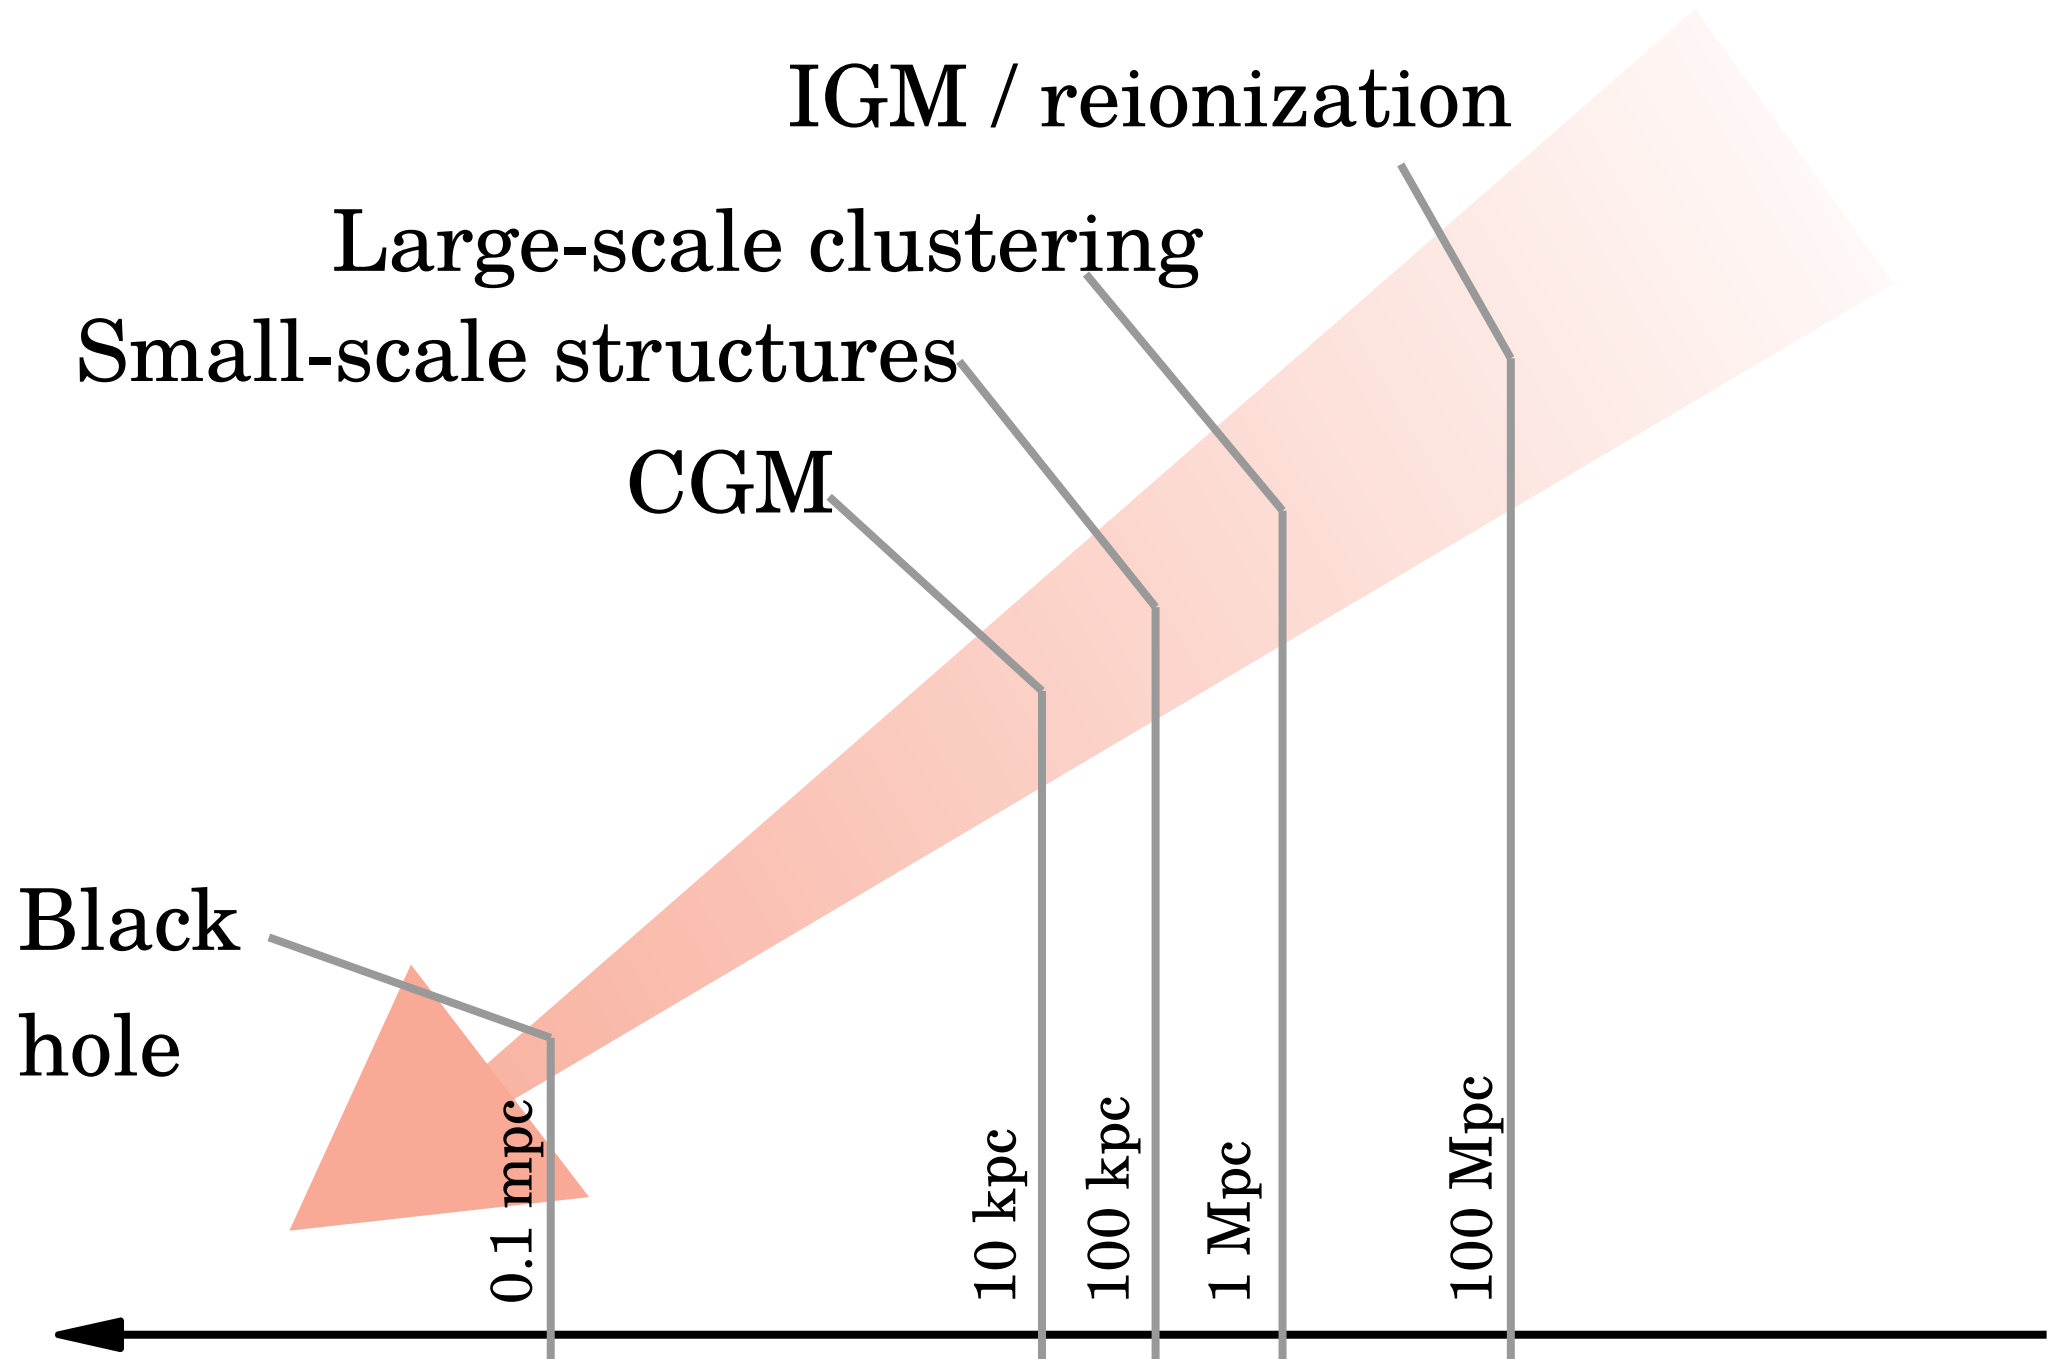 IGM / reionization
Large-scale clustering
Small-scale structures
CGM
Black
hole
0.1 mpc
10 kpc
100 kpc
1 Mpc
100 Mpc